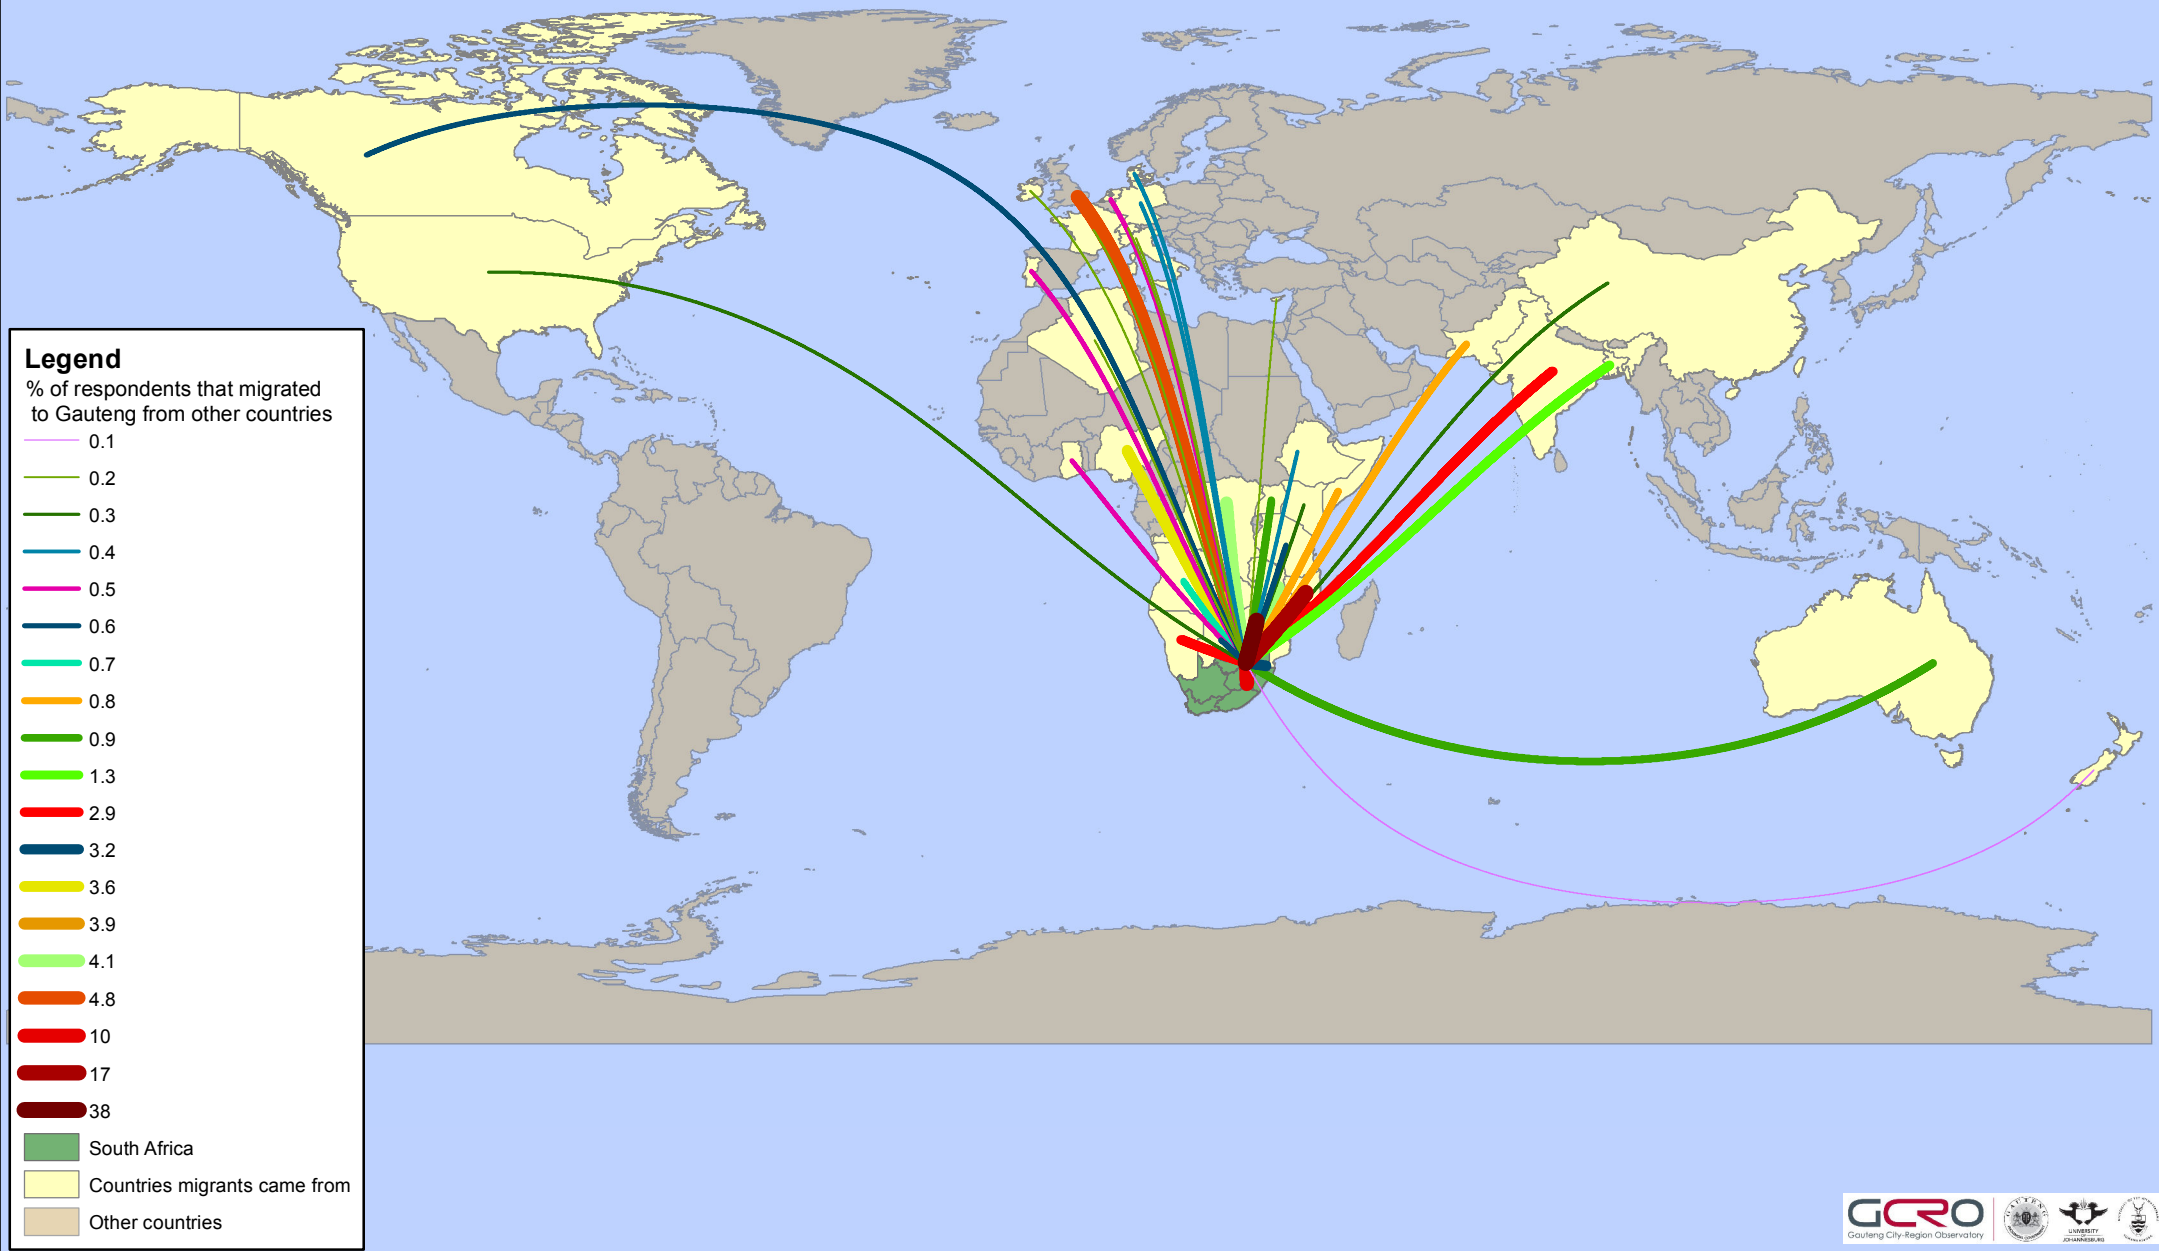 Legend
% of respondents that migrated
to Gauteng from other countries
0.1
0.2
0.3
0.4
0.5
0.6
0.7
0.8
0.9
1.3
2.9
3.2
3.6
3.9
4.1
4.8
10
17
38
South Africa
Countries migrants came from
Other countries
GCRO
Gauteng City-Region Observatory
UNIVERSITY
OF
JOHANNESBURG